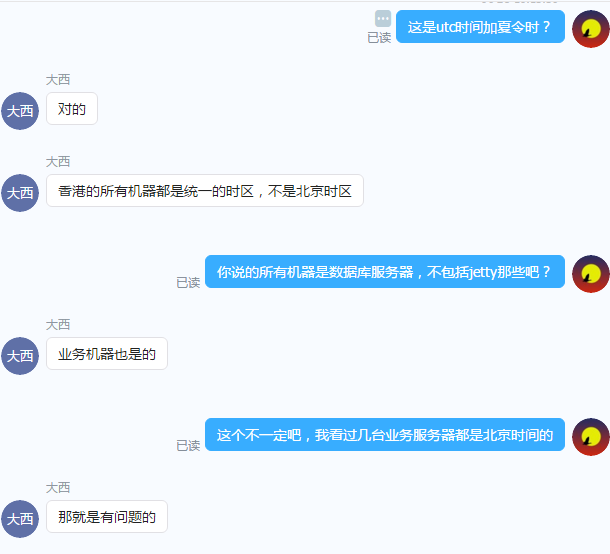 这是utc时间加夏令时？
已读
大西
大西
对的
大西
大西
香港的所有机器都是统一的时区，不是北京时区
你说的所有机器是数据库服务器，不包括jetty那些吧？
已读
大西
大西
业务机器也是的
这个不一定吧，我看过几台业务服务器都是北京时间的
已读
大西
大西
那就是有问题的